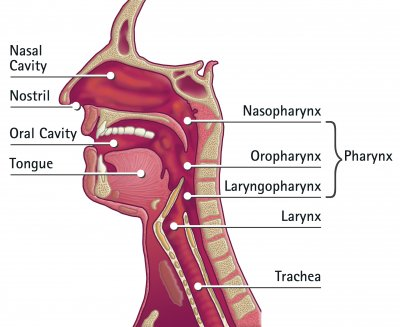 Nasal
Cavity
Nostril
Oral Cavity
Tongue
Nasopharynx
Oropharynx
Pharynx
Laryngopharynx
Larynx
Trachea